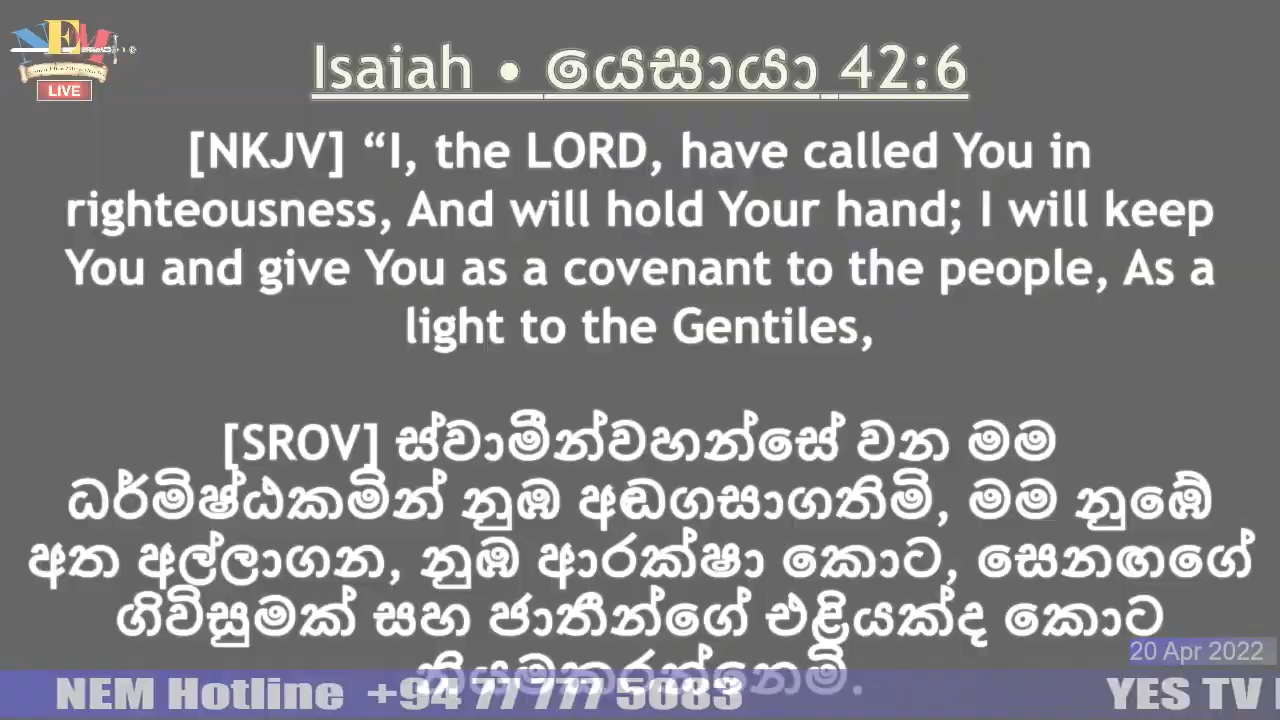 NEM
LIVE
Isaiah • යෙසායා 42:6
[NKJV] “I, the LORD, have called You in
righteousness, And will hold Your hand; I will keep
You and give You as a covenant to the people, As a
light to the Gentiles,
[SROV] ස්වාමීන්වහන්සේ වන මම
ධර්මිෂ්ඨකමින් නුඹ අඬගසාගතිමි, මම නුඹේ
අත අල්ලාගන, නුඹ ආරක්ෂා කොට, සෙනඟගේ
ගිවිසුමක් සහ ජාතීන්ගේ එළියක්ද කොට
නියමකරන්නෙමි.
20 Apr 2022
NEM Hotline +94 77 777 5083
YES TV